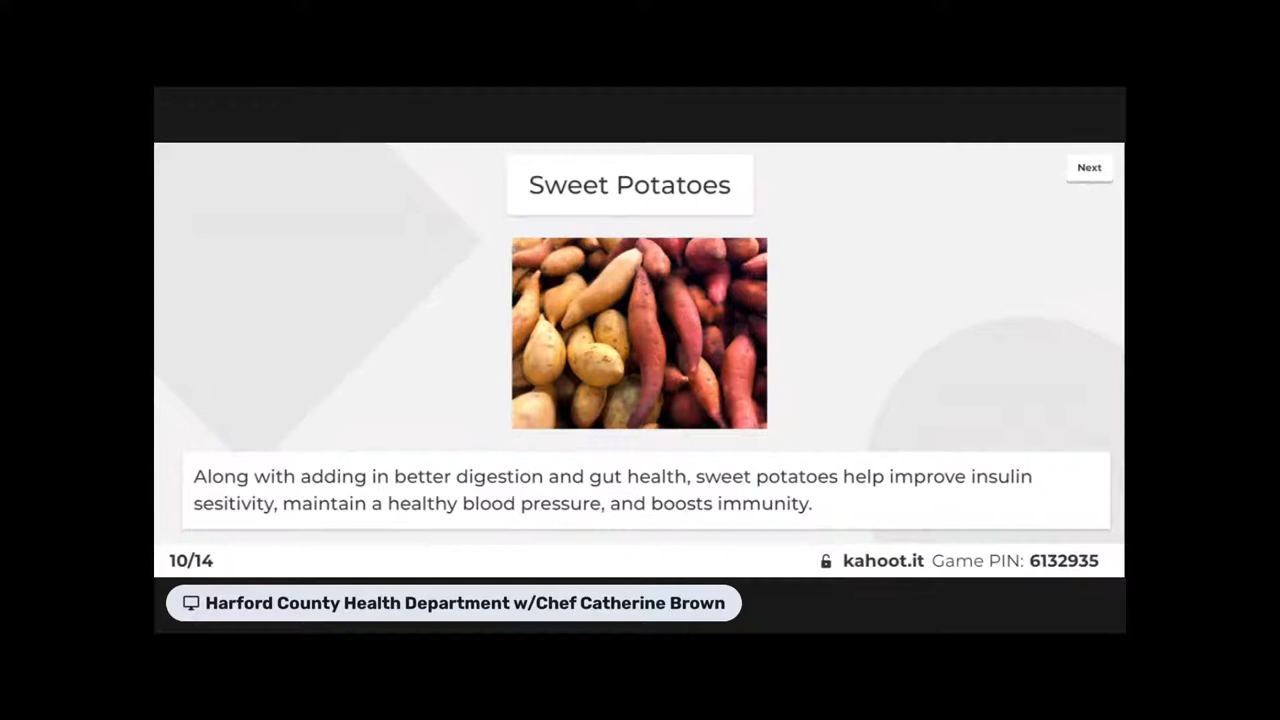 Sweet Potatoes
Next
Along with adding in better digestion and gut health, sweet potatoes help improve insulin
sesitivity, maintain a healthy blood pressure, and boosts immunity.
10/14
kahoot.it Game PIN: 6132935
Harford County Health Department w/Chef Catherine Brown